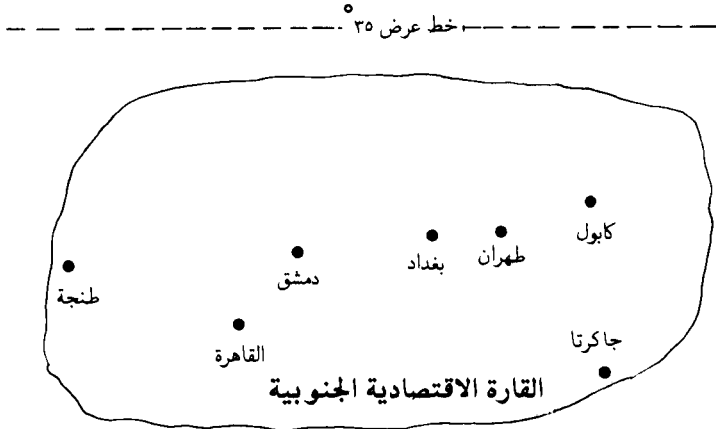 خط عرض ٣٥°
كابول
طهران
بغداد
دمشق
طنجة
القاهرة
جاكرتا
القارة الاقتصادية الجنوبية